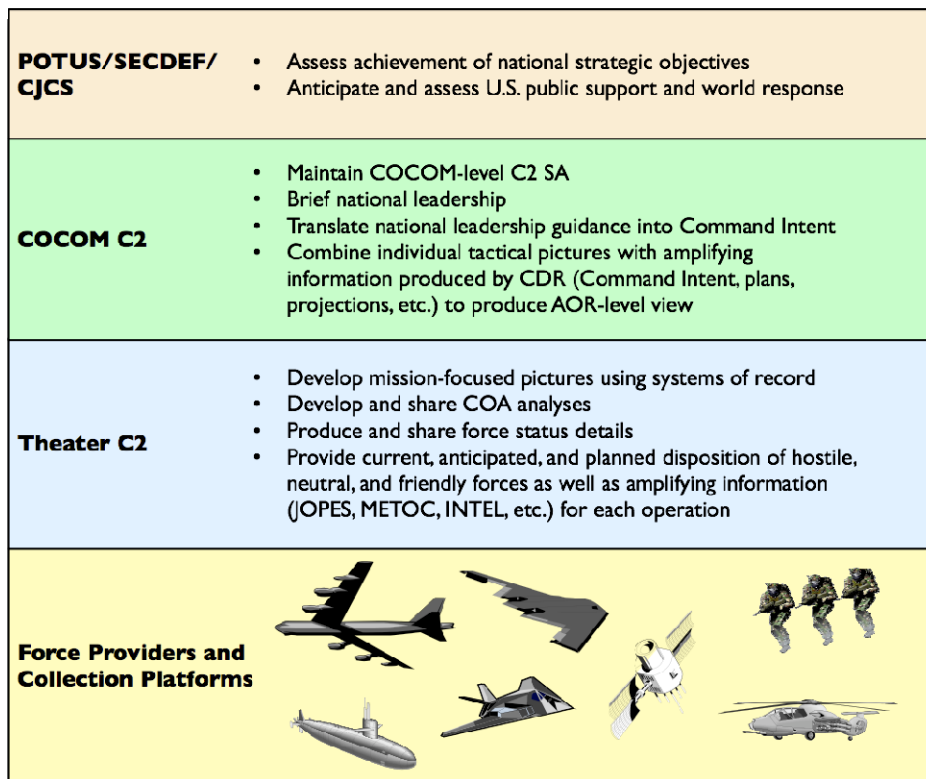 POTUS/SECDEF/
CJCS
• Assess achievement of national strategic objectives
• Anticipate and assess U.S. public support and world response
COCOM C2
• Maintain COCOM-level C2 SA
• Brief national leadership
• Translate national leadership guidance into Command Intent
• Combine individual tactical pictures with amplifying
information produced by CDR (Command Intent, plans,
projections, etc.) to produce AOR-level view
Theater C2
• Develop mission-focused pictures using systems of record
• Develop and share COA analyses
• Produce and share force status details
• Provide current, anticipated, and planned disposition of hostile,
neutral, and friendly forces as well as amplifying information
(JOPES, METOC, INTEL, etc.) for each operation
Force Providers and
Collection Platforms